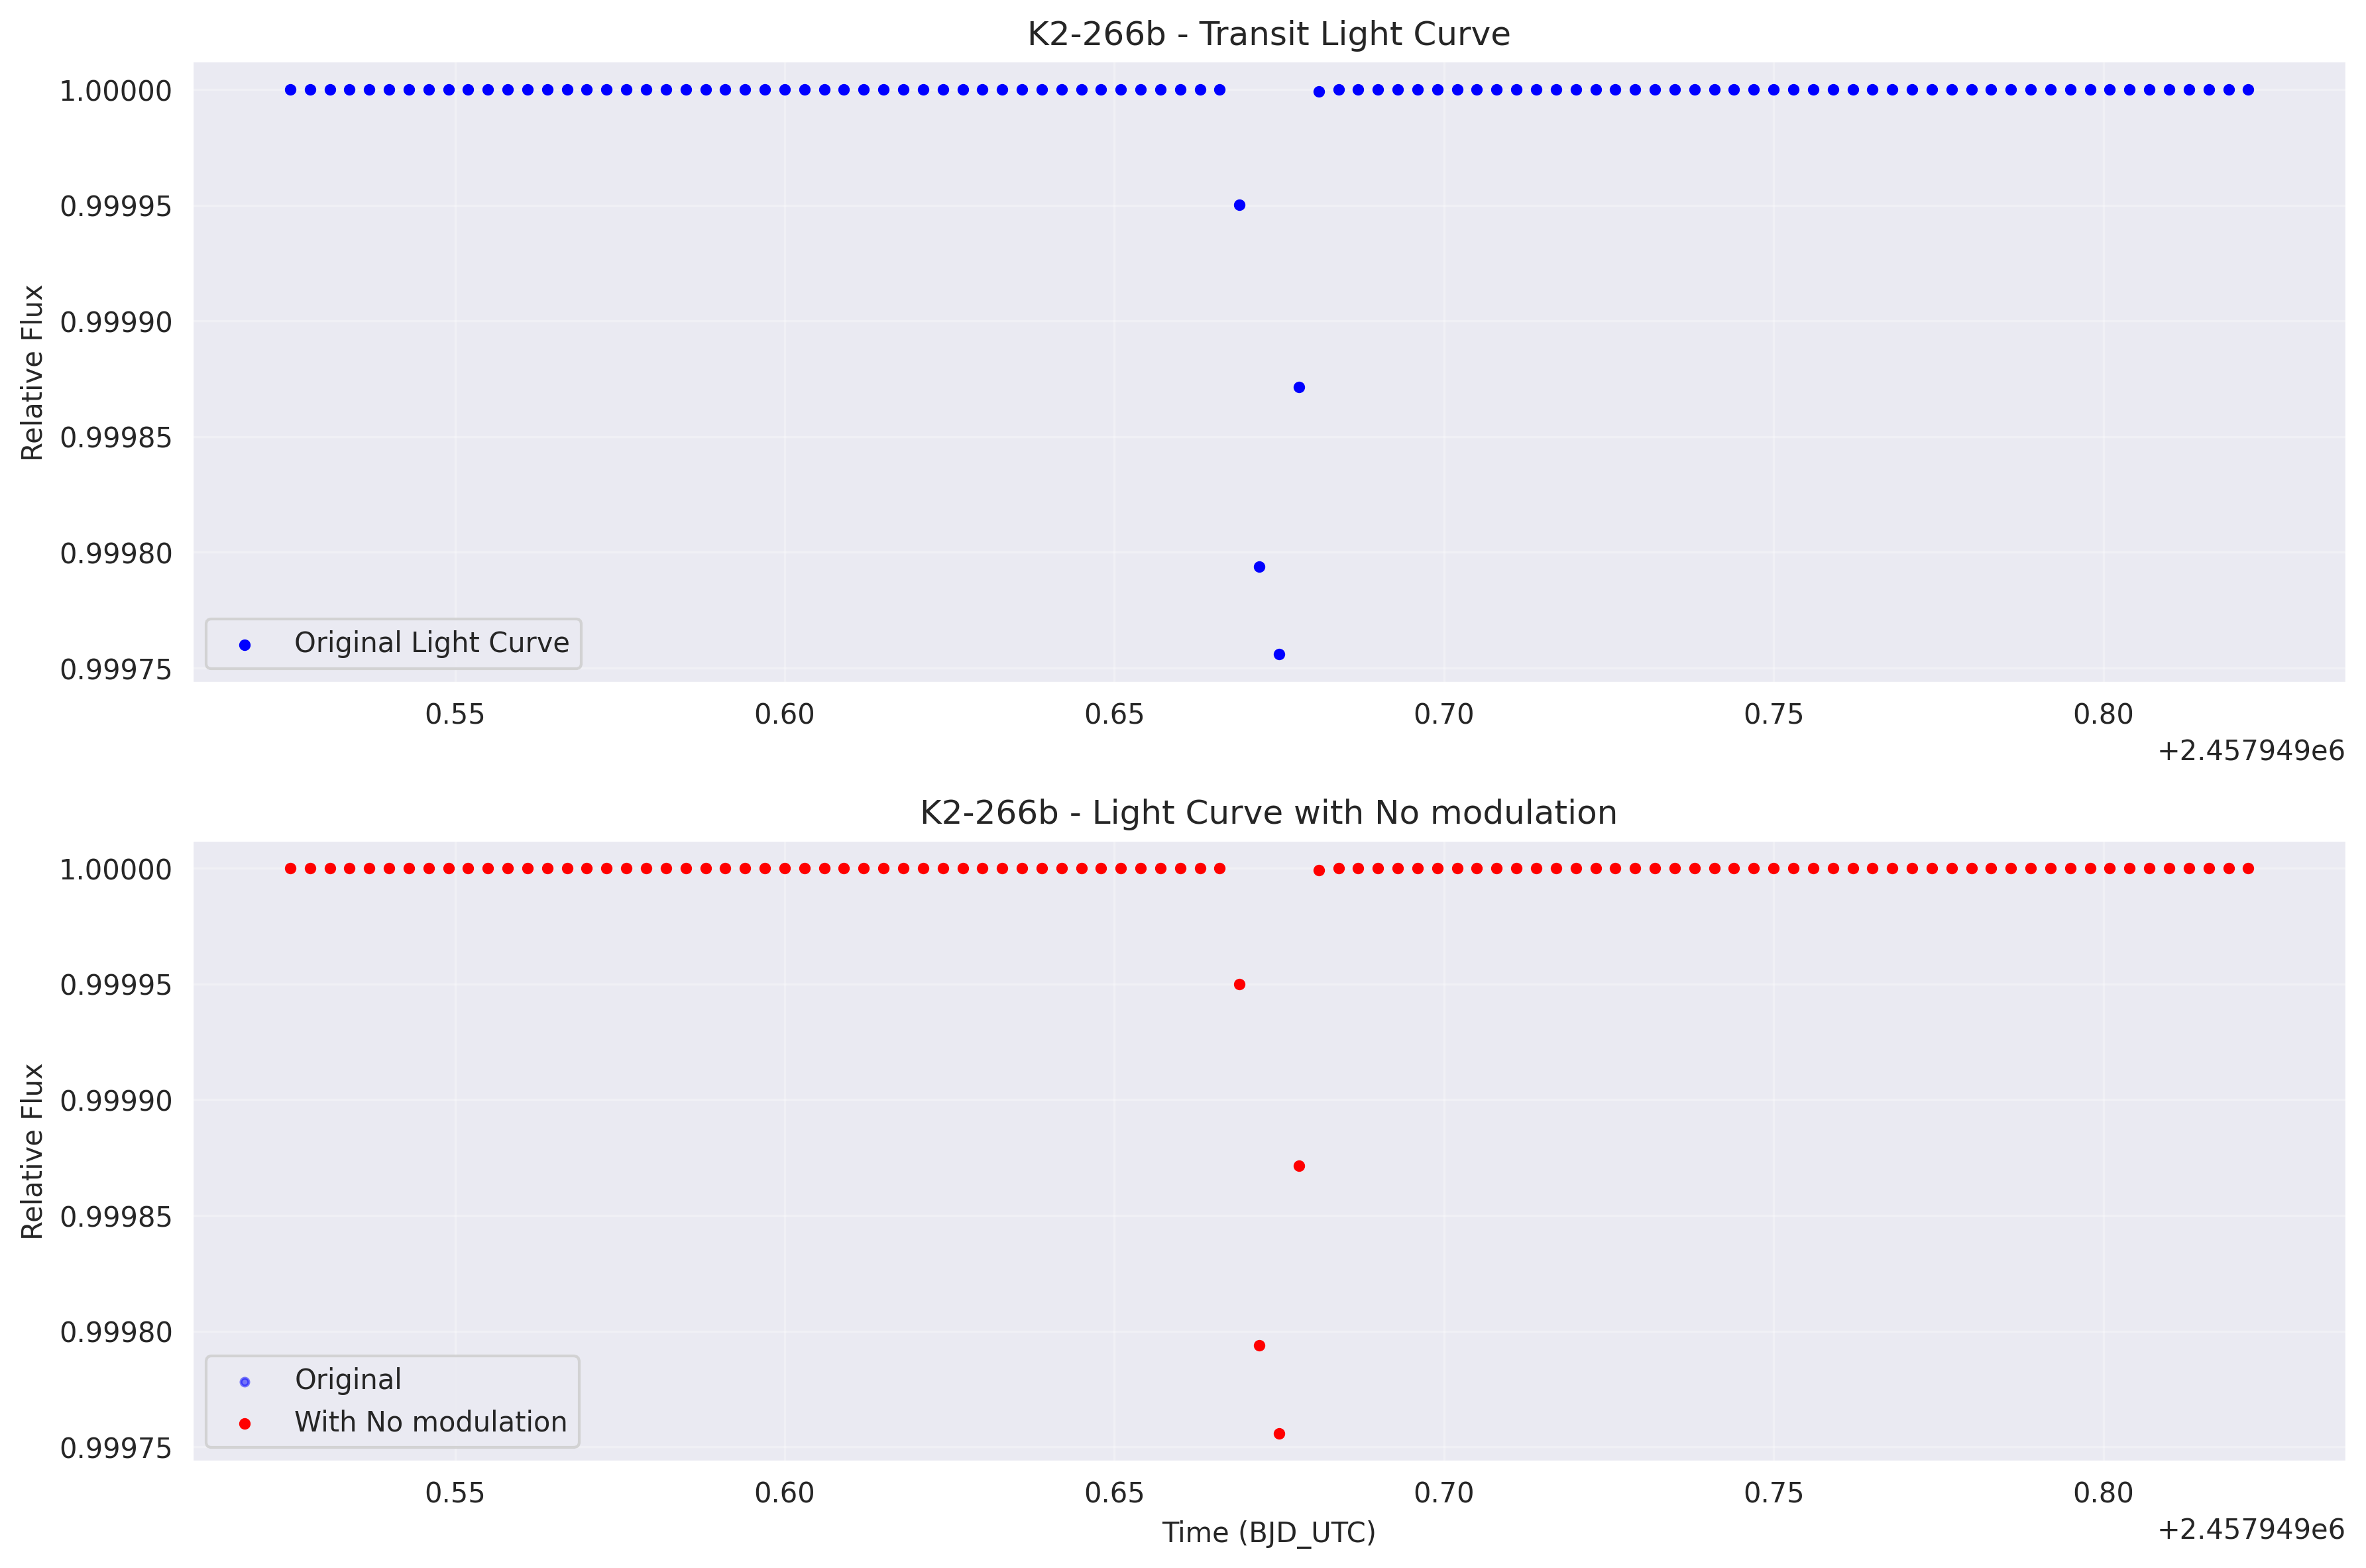 K2-266b - Transit Light Curve
1.00000
0.99995
0.99990
0.99985
0.99980
0.99975
Relative Flux
Original Light Curve
0.55 0.60 0.65 0.70 0.75 0.80
+2.457949e6
K2-266b - Light Curve with No modulation
1.00000
0.99995
0.99990
0.99985
0.99980
0.99975
Relative Flux
Original
With No modulation
0.55 0.60 0.65 0.70 0.75 0.80
Time (BJD_UTC)
+2.457949e6